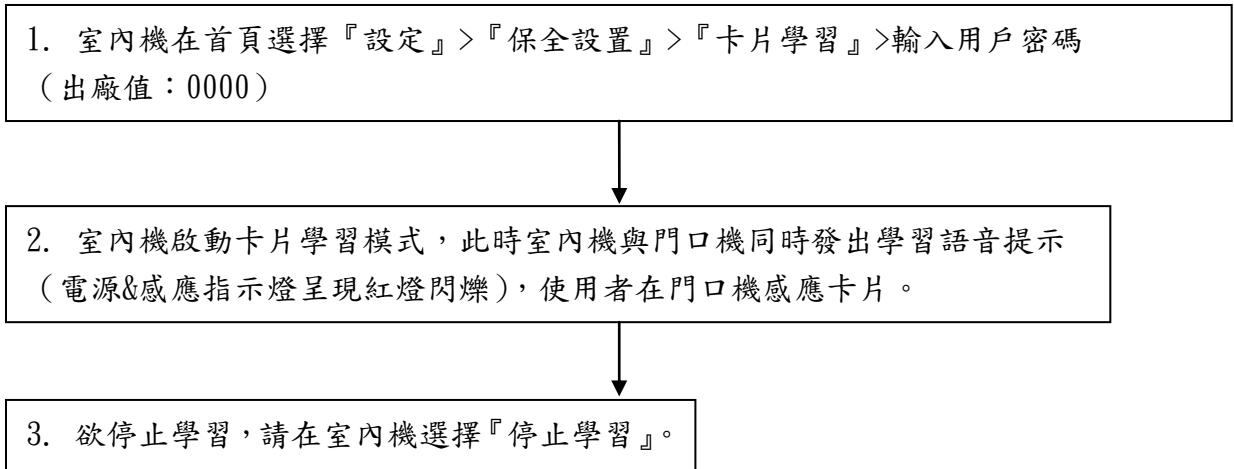 1. 室內機在首頁選擇『設定』>『保全設置』>『卡片學習』>輸入用戶密碼
（出廠值：0000）
2. 室內機啟動卡片學習模式，此時室內機與門口機同時發出學習語音提示
（電源&感應指示燈呈現紅燈閃爍），使用者在門口機感應卡片。
3. 欲停止學習，請在室內機選擇『停止學習』。